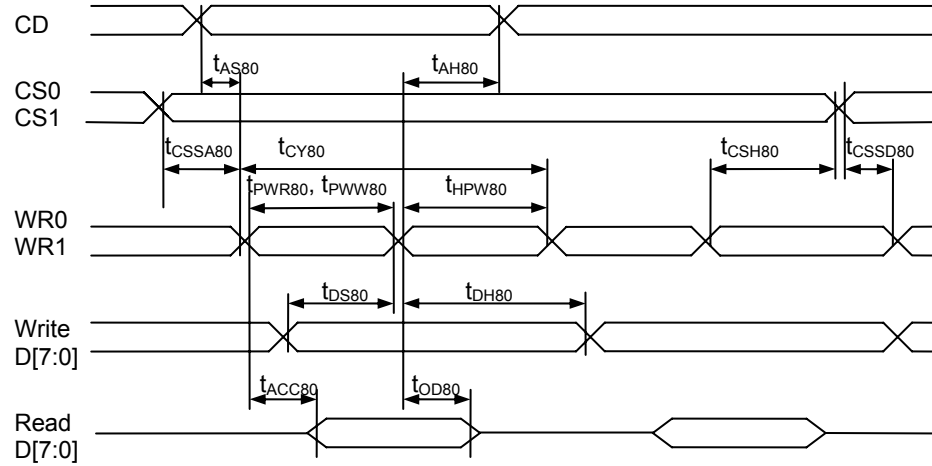 CD
tAS80 tAH80
CS0
CS1
tCSSA80 tCY80 tCSH80 tCSSD80
tPWR80, tPWW80 tHPW80
WR0
WR1
tDS80 tDH80
Write
D[7:0]
tACC80 tOD80
Read
D[7:0]